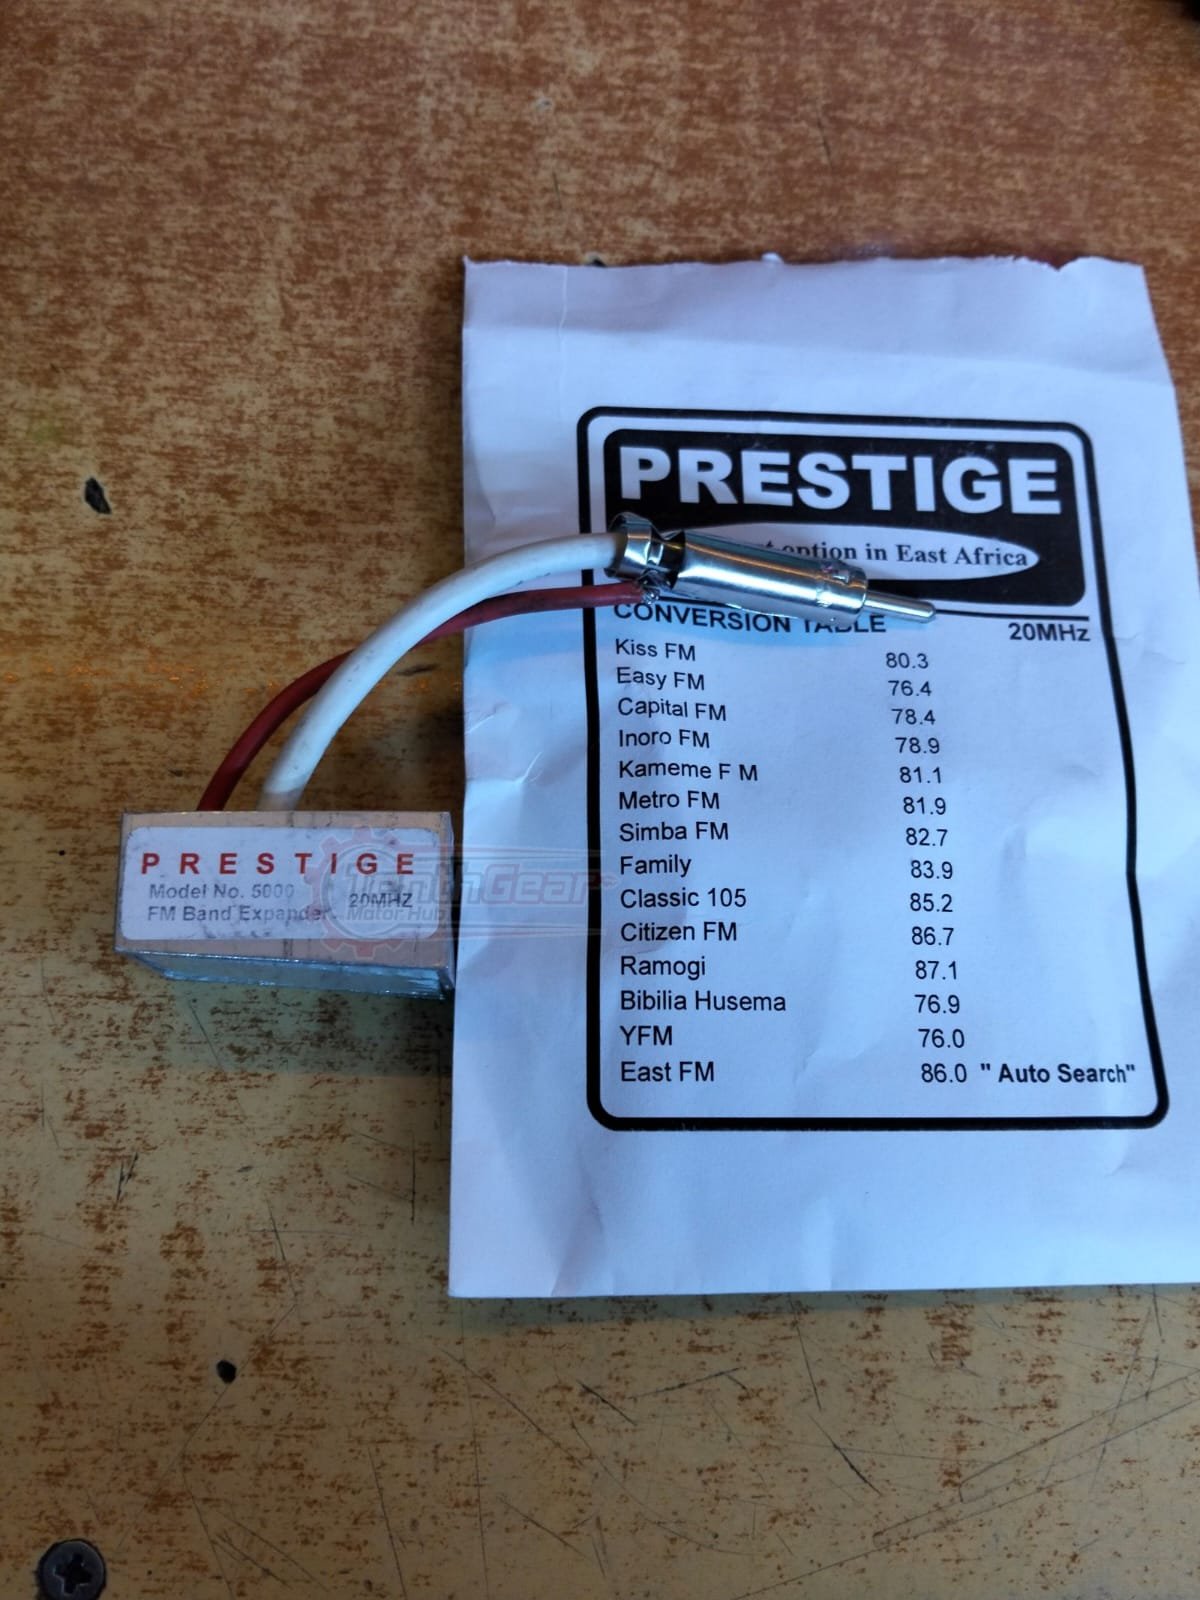 PRESTIGE
option in East Africa
CONVERSION TABLE
20MHz
Kiss FM 80.3
Easy FM 76.4
Capital FM 78.4
Inoro FM 78.9
Kameme F M 81.1
Metro FM 81.9
Simba FM 82.7
Family 83.9
Classic 105 85.2
Citizen FM 86.7
Ramogi 87.1
Bibilia Husema 76.9
YFM 76.0
East FM 86.0 " Auto Search"
PRESTIGE
Model No. 5000 20MHZ
FM Band Expander
TenthGear
Motor Hub